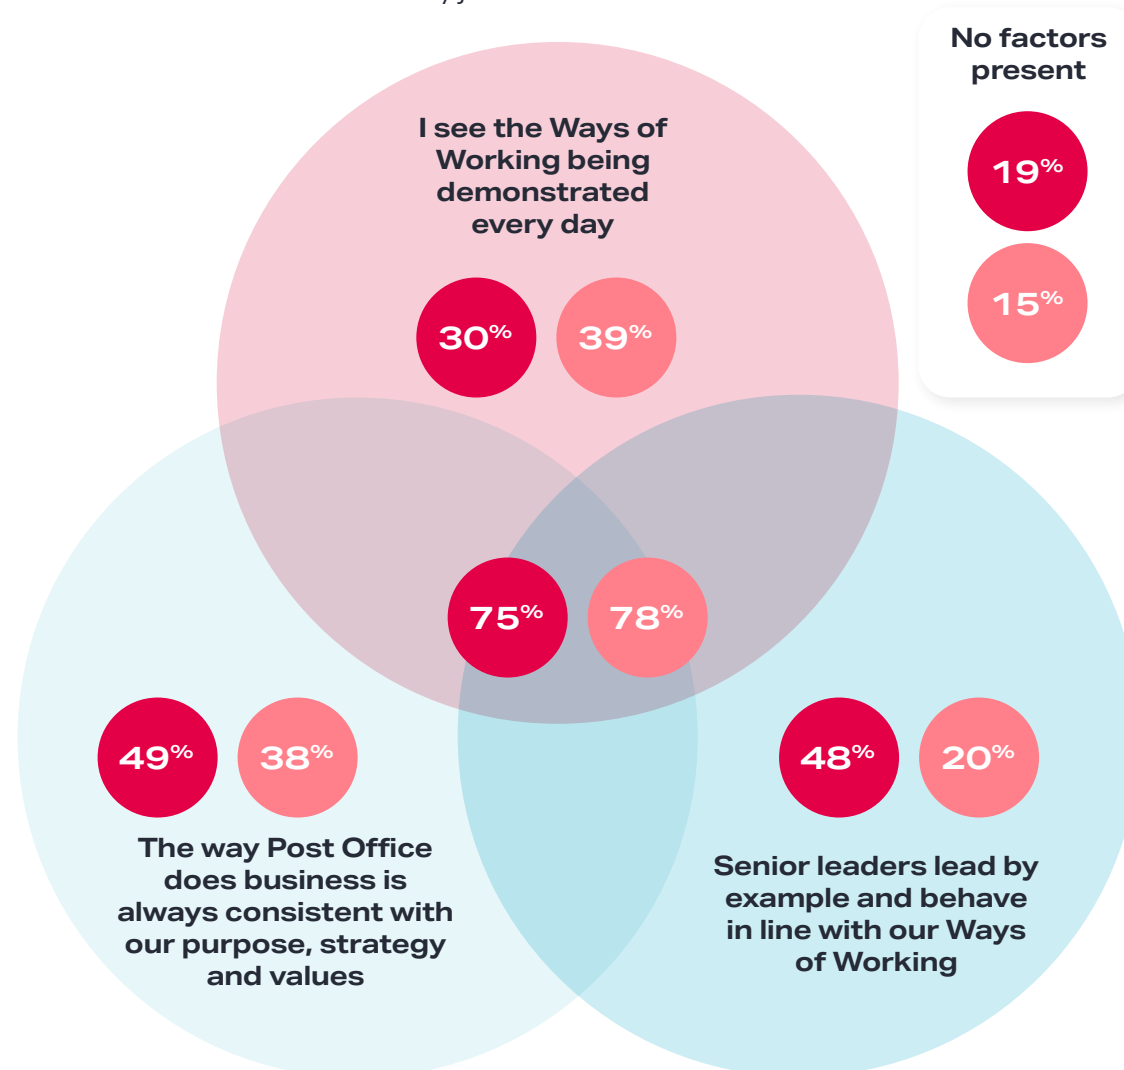 No factors
present
19%
15%
I see the Ways of
Working being
demonstrated
every day
30% 39%
75% 78%
49% 38%
48% 20%
The way Post Office
does business is
always consistent with
our purpose, strategy
and values
Senior leaders lead by
example and behave
in line with our Ways
of Working